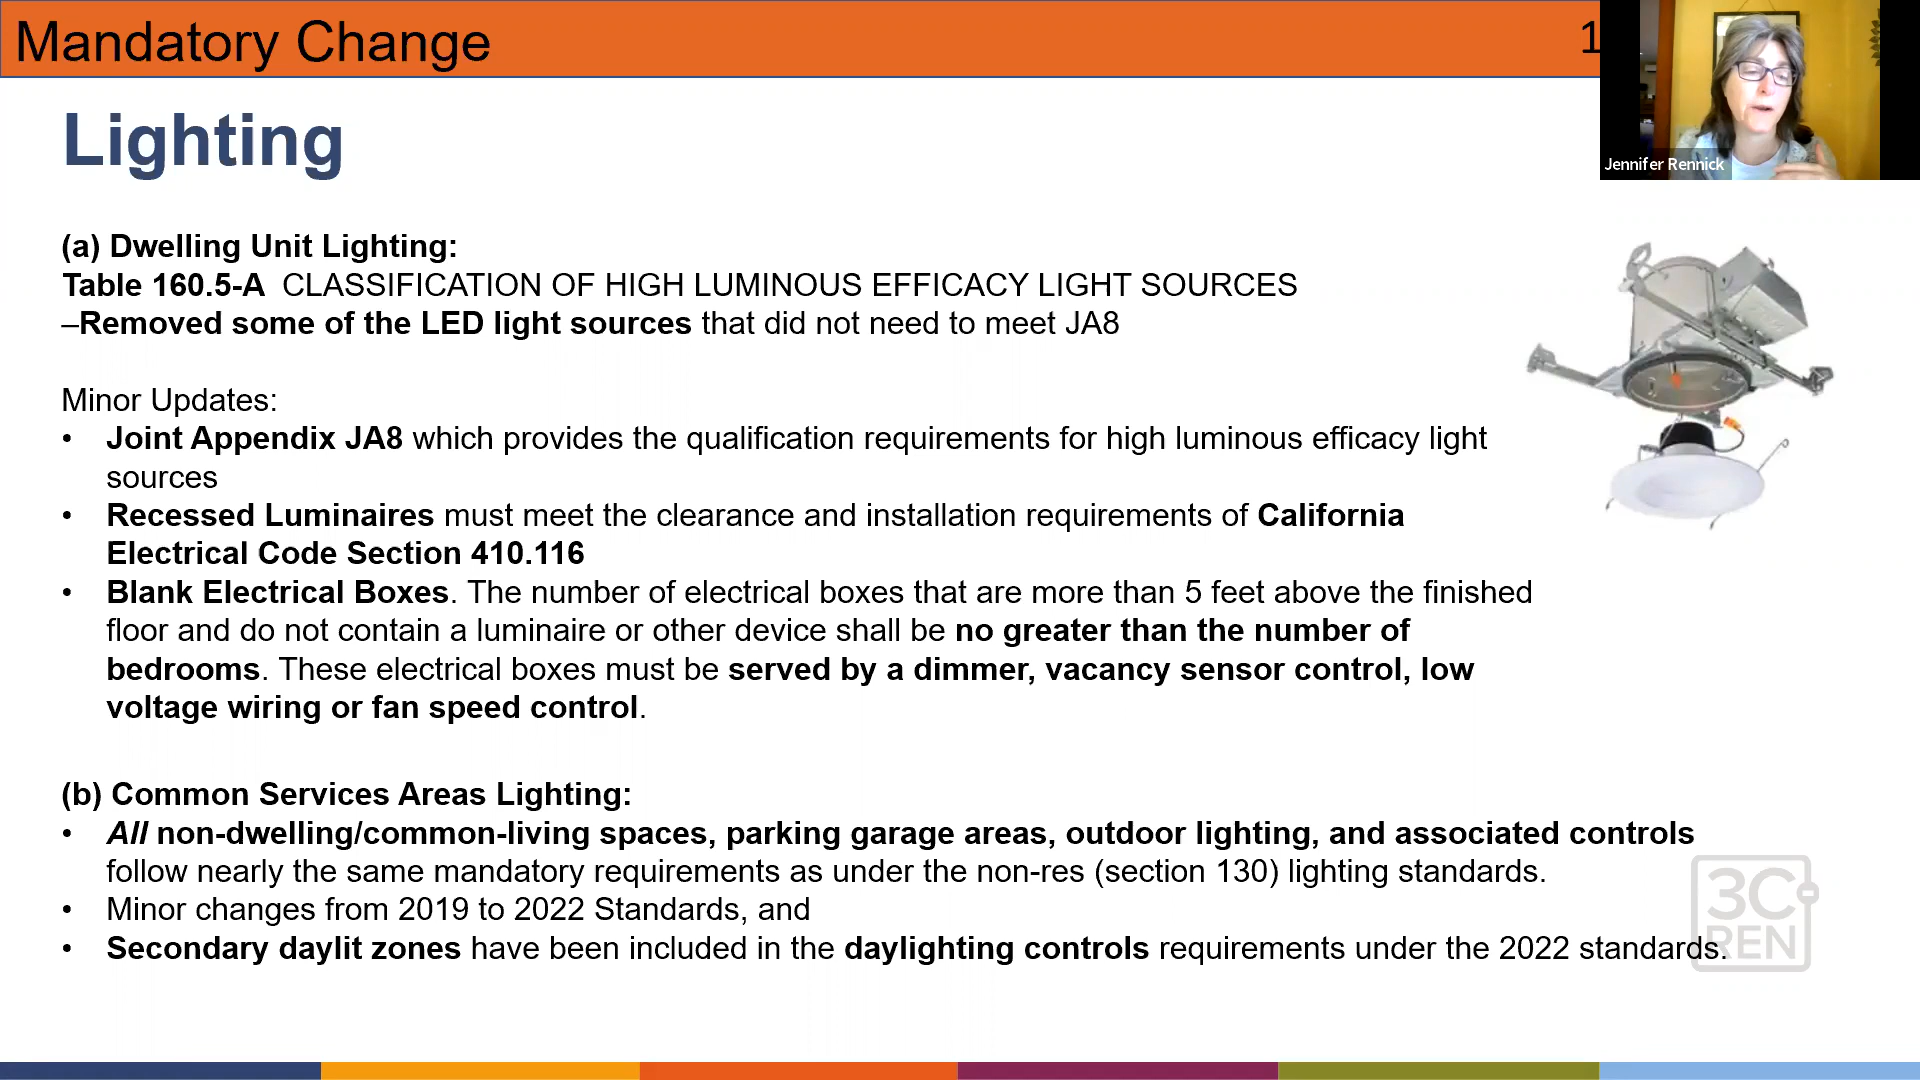 Mandatory Change
1
Jennifer Rennick
Lighting
(a) Dwelling Unit Lighting:
Table 160.5-A CLASSIFICATION OF HIGH LUMINOUS EFFICACY LIGHT SOURCES
–Removed some of the LED light sources that did not need to meet JA8
Minor Updates:
• Joint Appendix JA8 which provides the qualification requirements for high luminous efficacy light
sources
• Recessed Luminaires must meet the clearance and installation requirements of California
Electrical Code Section 410.116
• Blank Electrical Boxes. The number of electrical boxes that are more than 5 feet above the finished
floor and do not contain a luminaire or other device shall be no greater than the number of
bedrooms. These electrical boxes must be served by a dimmer, vacancy sensor control, low
voltage wiring or fan speed control.
(b) Common Services Areas Lighting:
• All non-dwelling/common-living spaces, parking garage areas, outdoor lighting, and associated controls
follow nearly the same mandatory requirements as under the non-res (section 130) lighting standards.
• Minor changes from 2019 to 2022 Standards, and
• Secondary daylit zones have been included in the daylighting controls requirements under the 2022 standards.
3C
REN